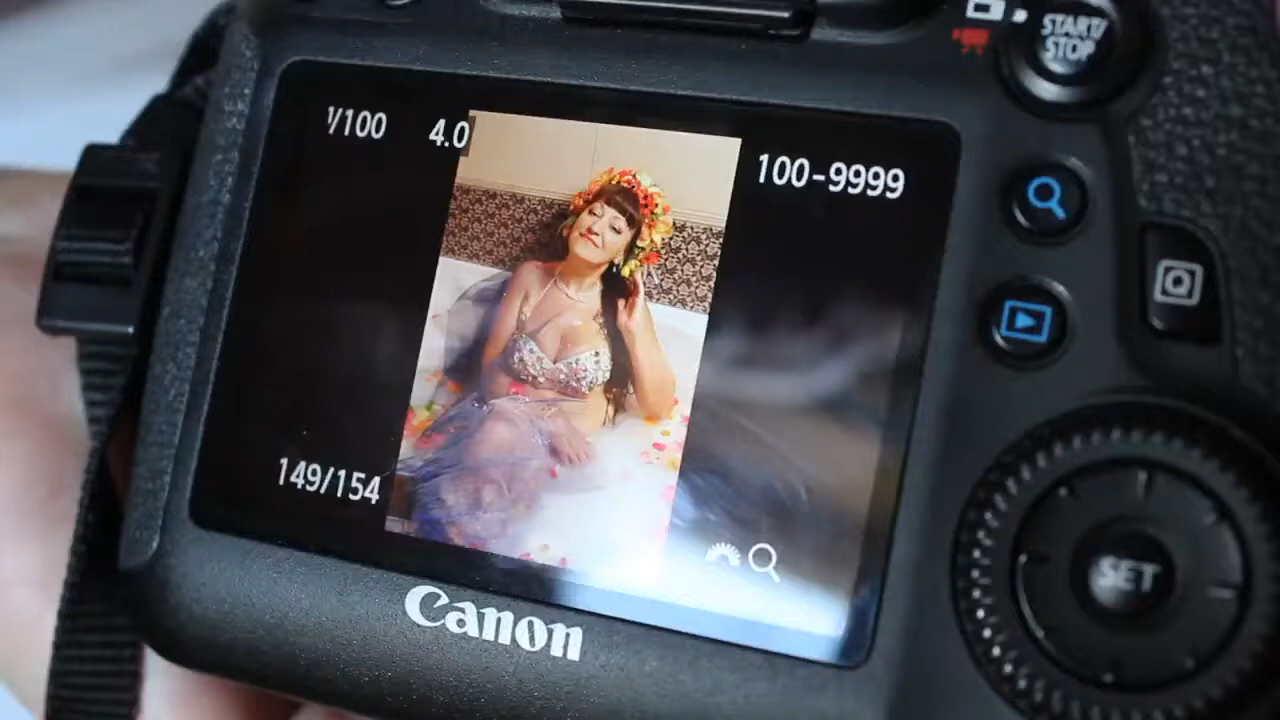 START/
STOP
1/100 4.0
100-9999
Q
149/154
SET
Canon